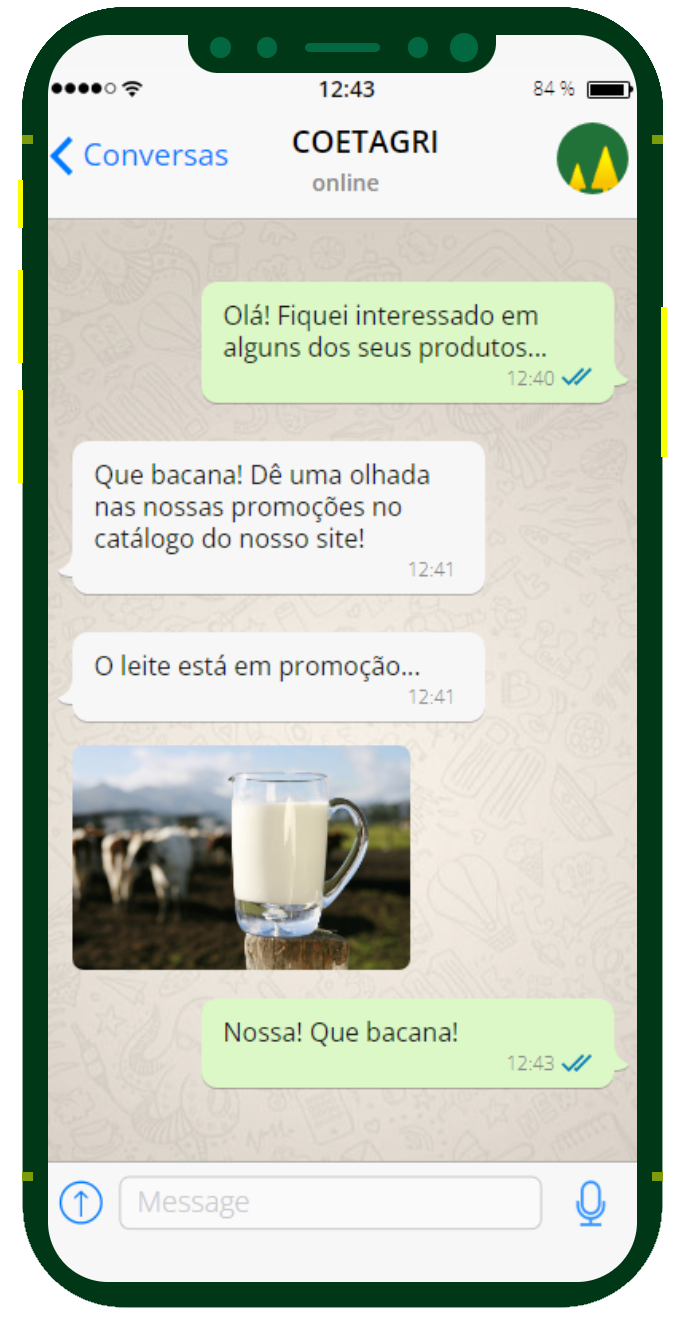 12:43
84 %
Conversas
COETAGRI
online
Olá! Fiquei interessado em
alguns dos seus produtos...
12:40
Que bacana! Dê uma olhada
nas nossas promoções no
catálogo do nosso site!
12:41
O leite está em promoção...
12:41
Nossa! Que bacana!
12:43
Message